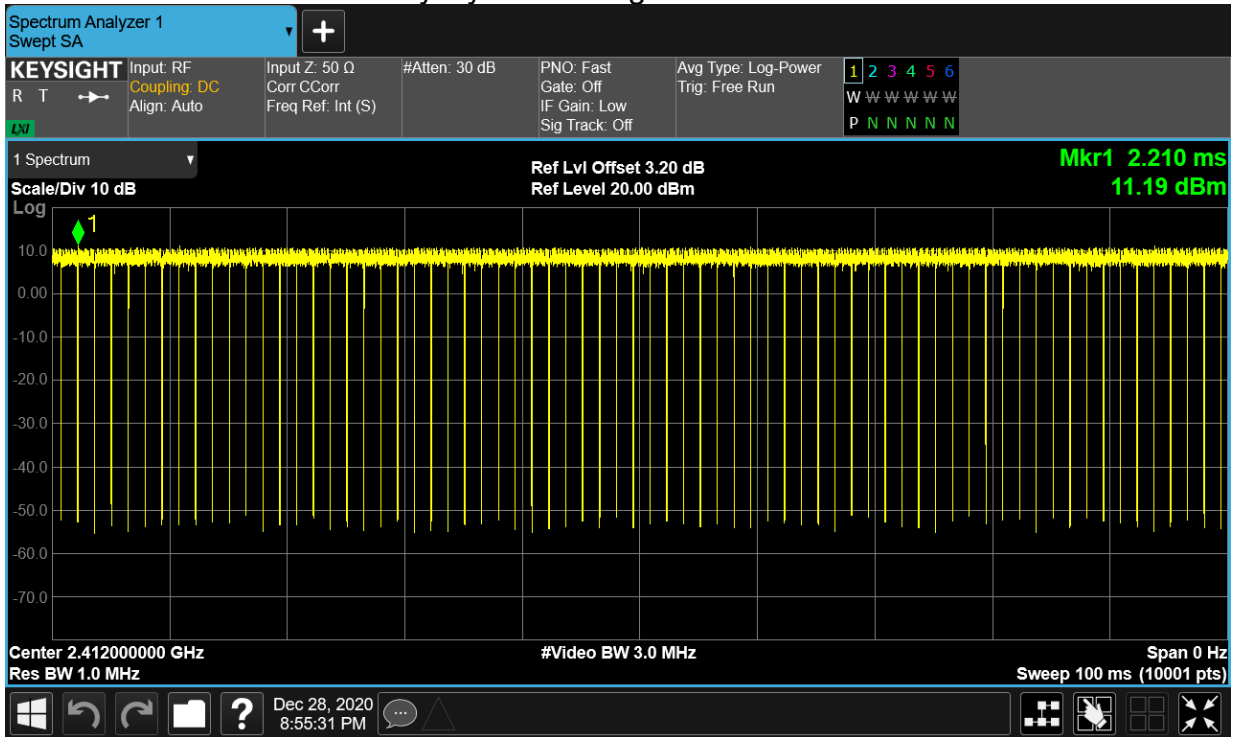 Spectrum Analyzer 1
Swept SA
+
KEYSIGHT Input: RF Input Z: 50 Ω #Atten: 30 dB PNO: Fast Avg Type: Log-Power 1 2 3 4 5 6
R T Coupling: DC Corr CCorr Gate: Off Trig: Free Run W W W W W W
Align: Auto Freq Ref: Int (S) IF Gain: Low P N N N N N
LXI Sig Track: Off
1 Spectrum Ref Lvl Offset 3.20 dB Mkr1 2.210 ms
Scale/Div 10 dB Ref Level 20.00 dBm 11.19 dBm
Log
1
10.0
0.00
-10.0
-20.0
-30.0
-40.0
-50.0
-60.0
-70.0
Center 2.412000000 GHz #Video BW 3.0 MHz Span 0 Hz
Res BW 1.0 MHz Sweep 100 ms (10001 pts)
? Dec 28, 2020
8:55:31 PM